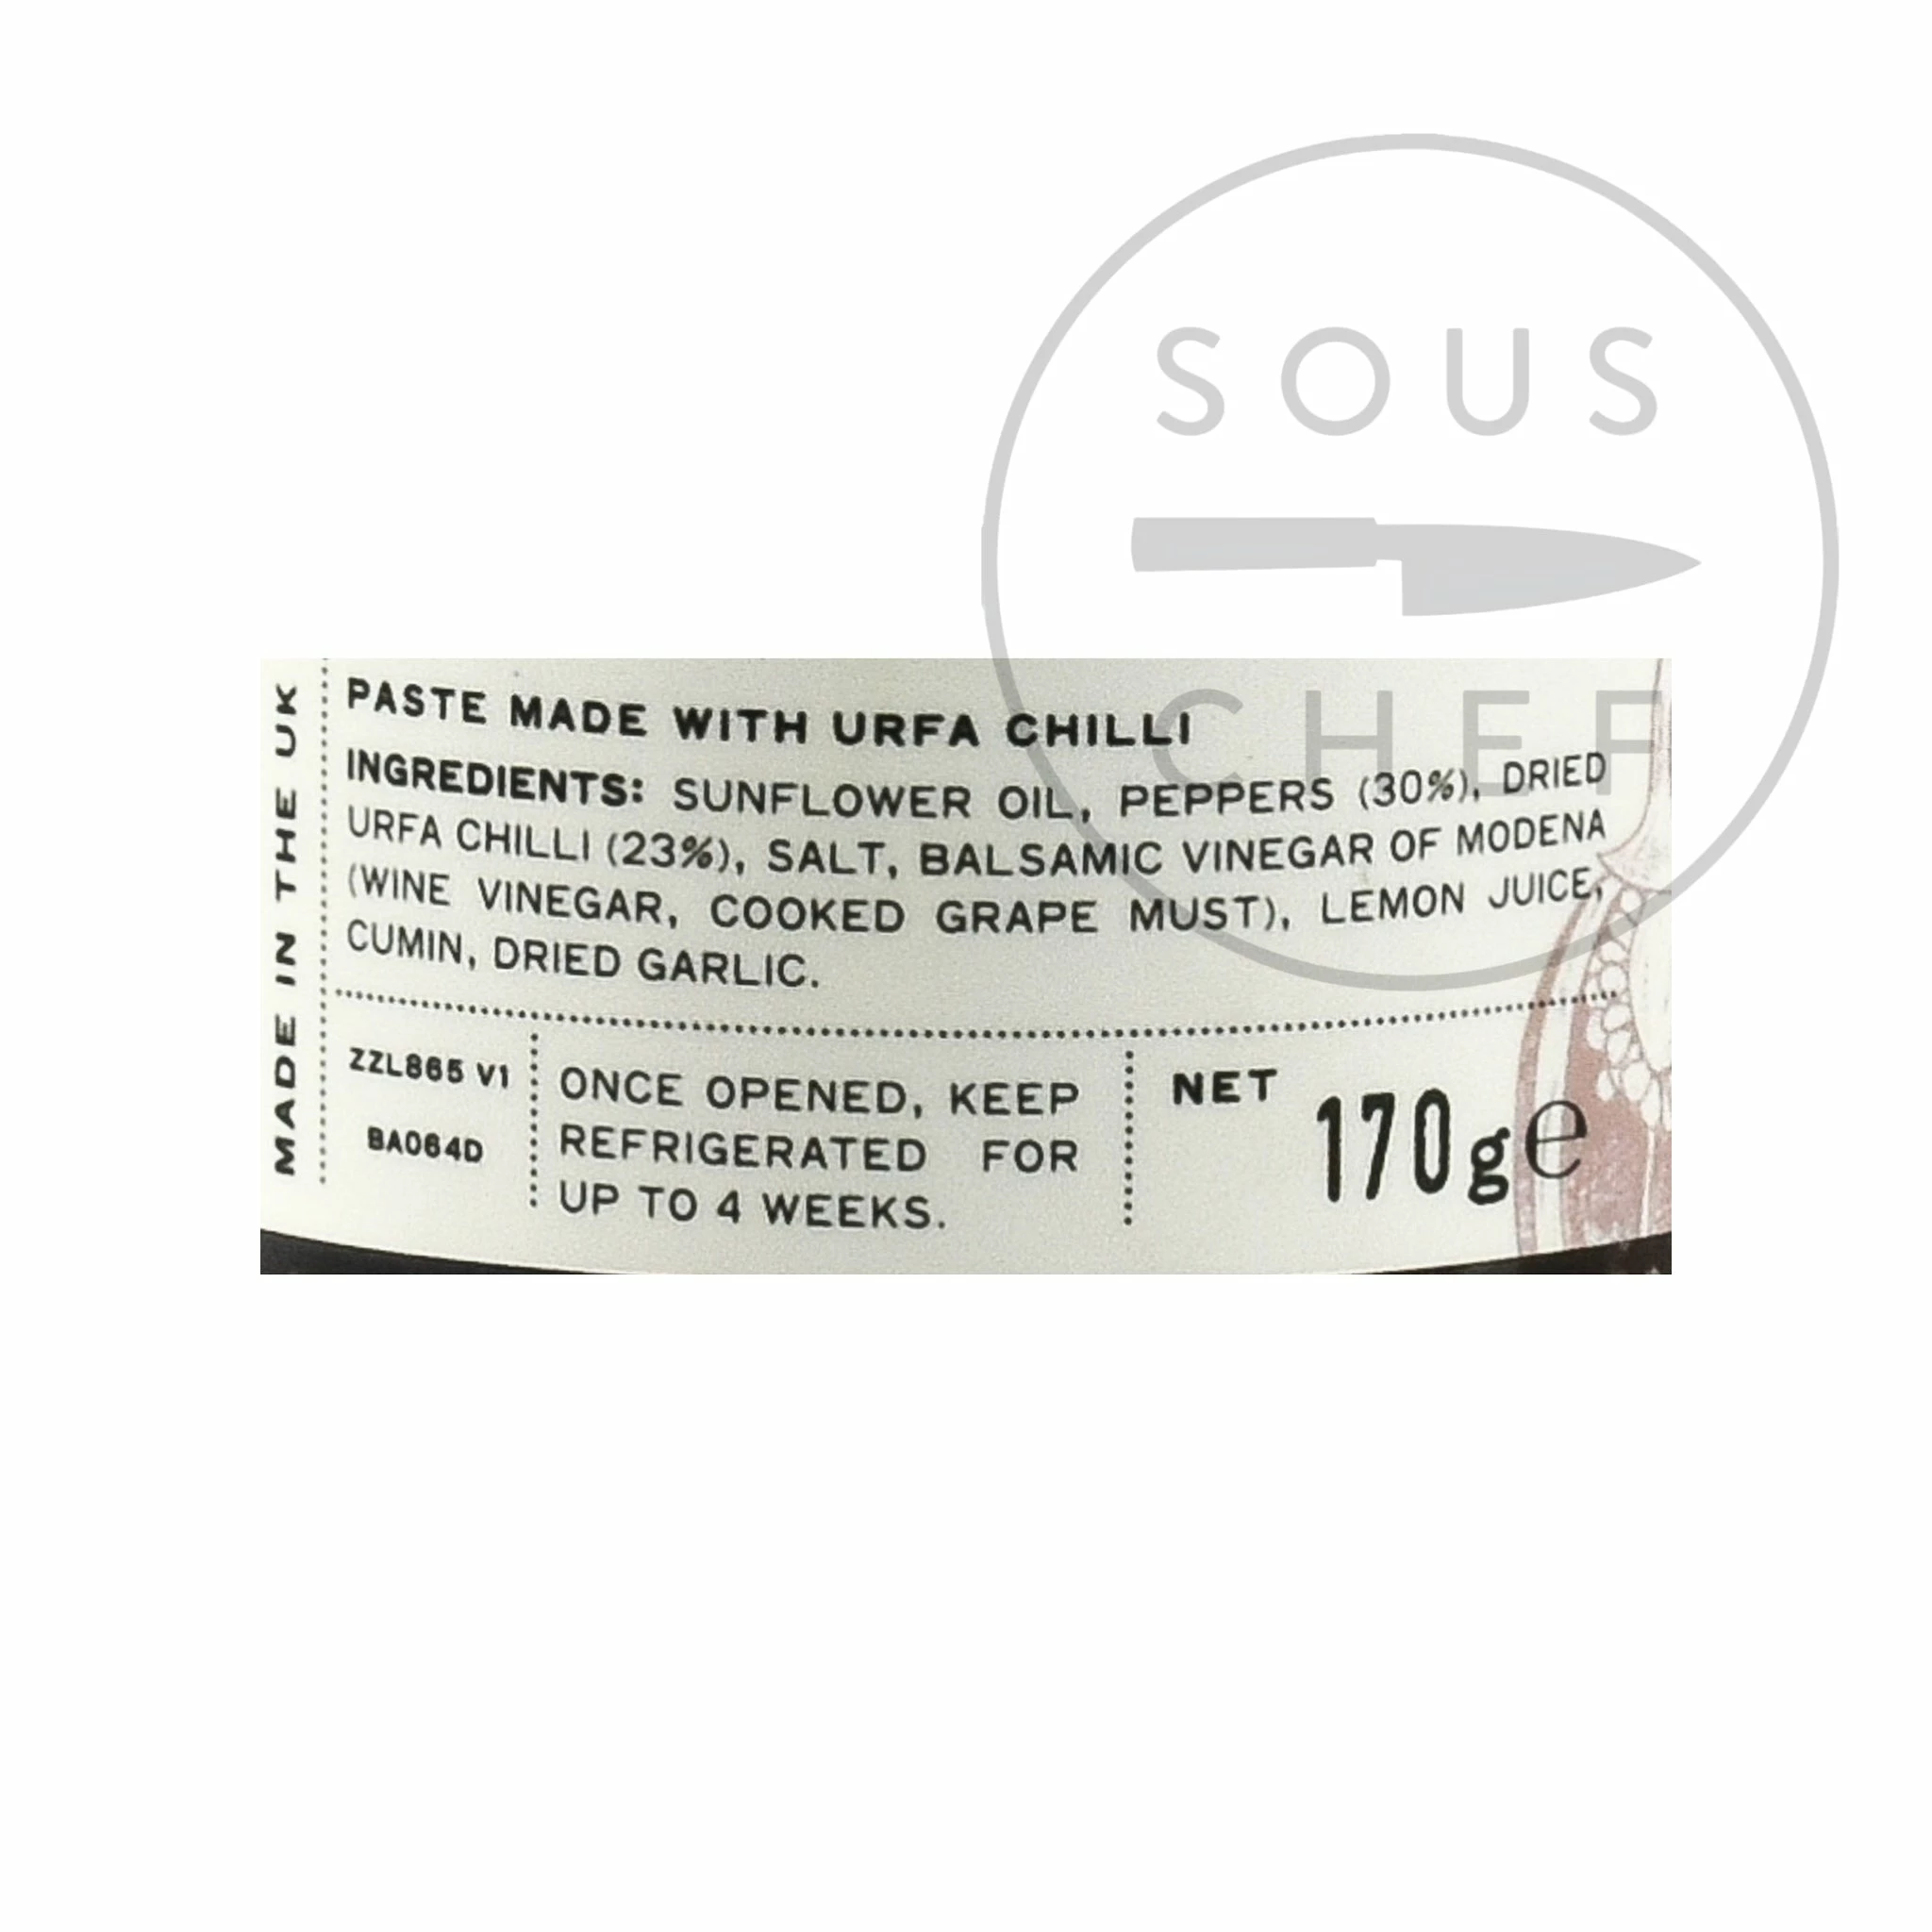 SOUS
CHEF
MADE IN THE UK
PASTE MADE WITH URFA CHILLI
INGREDIENTS: SUNFLOWER OIL, PEPPERS (30%), DRIED
URFA CHILLI (23%), SALT, BALSAMIC VINEGAR OF MODENA
(WINE VINEGAR, COOKED GRAPE MUST), LEMON JUICE,
CUMIN, DRIED GARLIC.
ZZL865 V1
BA064D
ONCE OPENED, KEEP
REFRIGERATED FOR
UP TO 4 WEEKS.
NET 170g℮